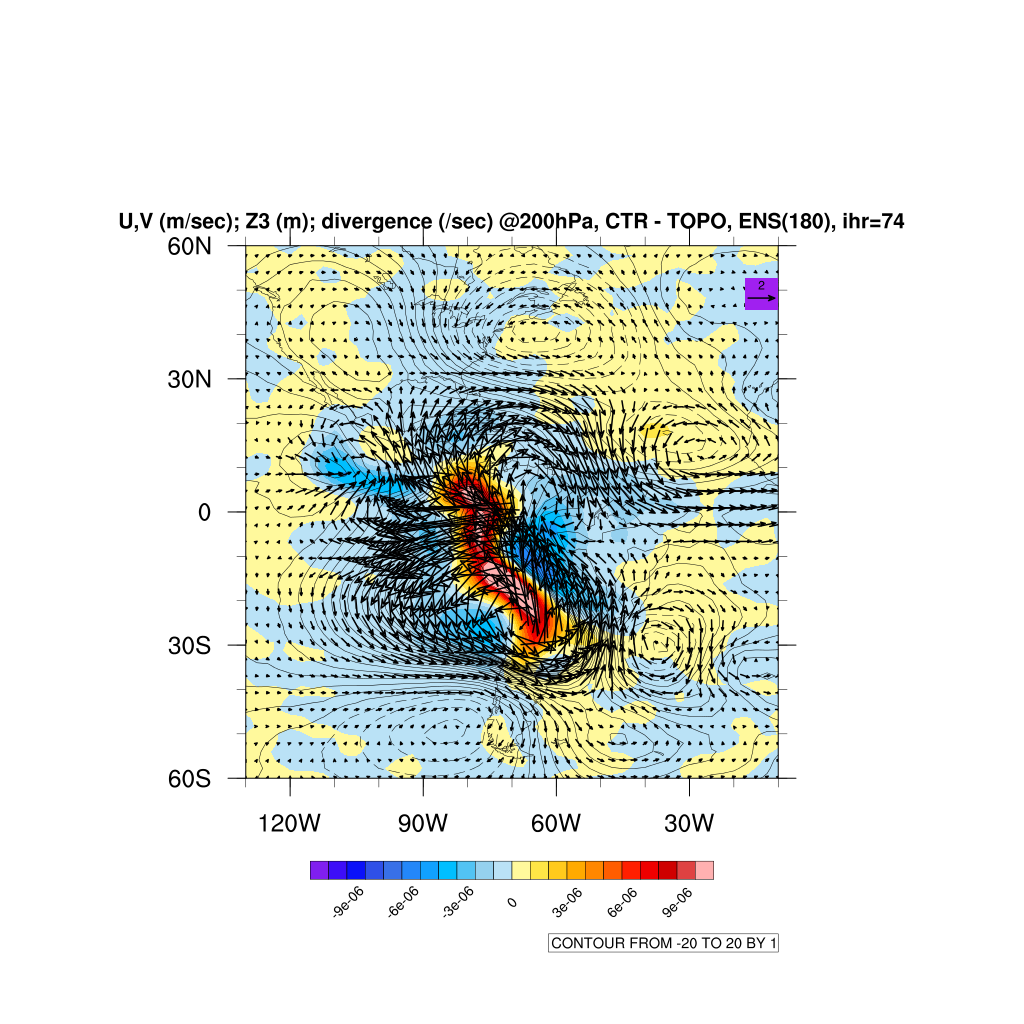 U,V (m/sec); Z3 (m); divergence (/sec) @200hPa, CTR - TOPO, ENS(180), ihr=74
60N
2
30N
0
30S
60S
120W 90W 60W 30W
-9e-06 -6e-06 -3e-06 0 3e-06 6e-06 9e-06
CONTOUR FROM -20 TO 20 BY 1